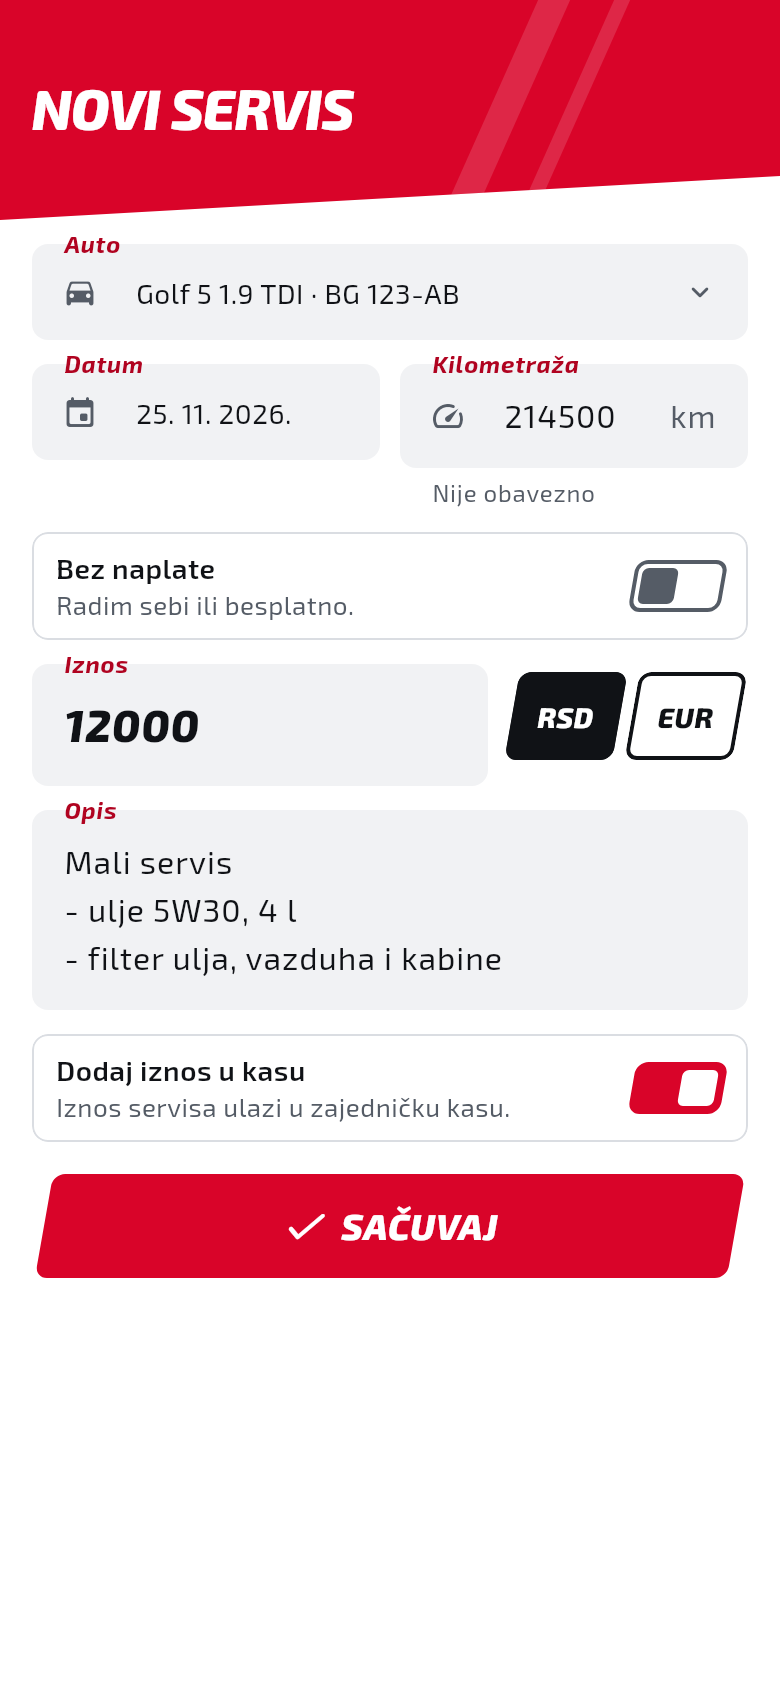 NOVI SERVIS
Auto
Golf 5 1.9 TDI · BG 123-AB
Datum
25. 11. 2026.
Kilometraža
214500 km
Nije obavezno
Bez naplate
Radim sebi ili besplatno.
Iznos
12000
RSD
EUR
Opis
Mali servis
- ulje 5W30, 4 l
- filter ulja, vazduha i kabine
Dodaj iznos u kasu
Iznos servisa ulazi u zajedničku kasu.
SAČUVAJ